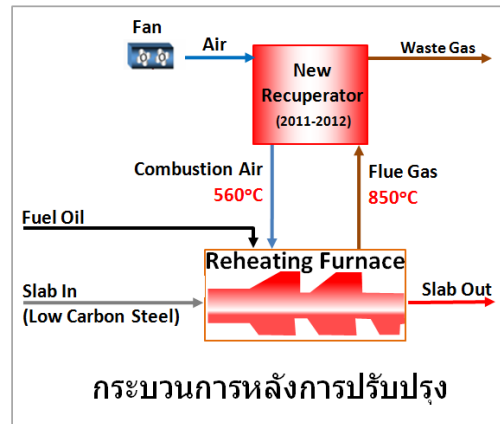 Fan
Air
Waste Gas
New
Recuperator
(2011-2012)
Combustion Air
560°C
Flue Gas
850°C
Fuel Oil
Reheating Furnace
Slab In
(Low Carbon Steel)
Slab Out
กระบวนการหลังการปรับปรุง